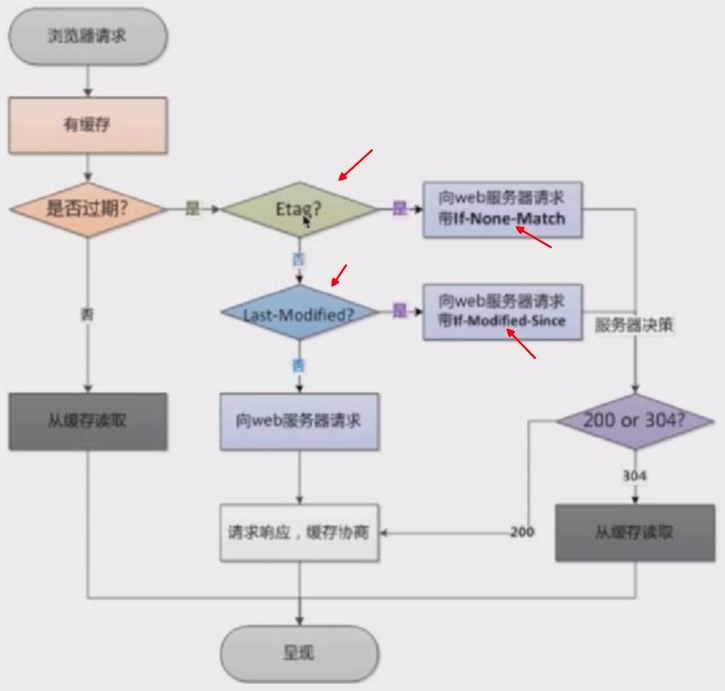 浏览器请求
有缓存
是否过期?
是
Etag?
是
向web服务器请求
带If-None-Match
否
否
Last-Modified?
是
向web服务器请求
带If-Modified-Since
服务器决策
否
从缓存读取
向web服务器请求
200 or 304?
304
请求响应，缓存协商
200
从缓存读取
呈现